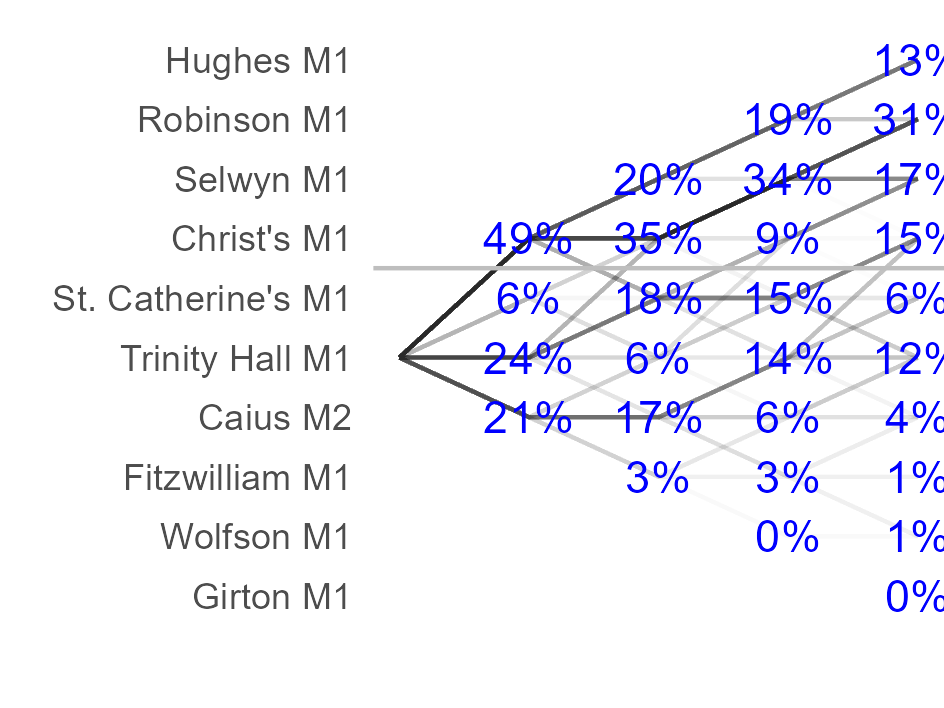 Hughes M1 13%
Robinson M1 19% 31%
Selwyn M1 20% 34% 17%
Christ's M1 49% 35% 9% 15%
St. Catherine's M1 6% 18% 15% 6%
Trinity Hall M1 24% 6% 14% 12%
Caius M2 21% 17% 6% 4%
Fitzwilliam M1 3% 3% 1%
Wolfson M1 0% 1%
Girton M1 0%